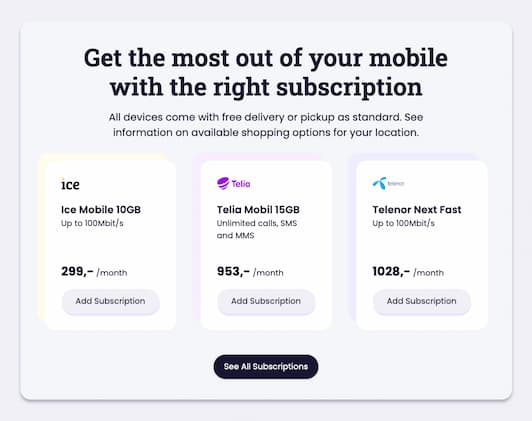 Get the most out of your mobile
with the right subscription
All devices come with free delivery or pickup as standard. See
information on available shopping options for your location.
ice
Ice Mobile 10GB
Up to 100Mbit/s
299,- /month
Add Subscription
Telia
Telia Mobil 15GB
Unlimited calls, SMS
and MMS
953,- /month
Add Subscription
telenor
Telenor Next Fast
Up to 100Mbit/s
1028,- /month
Add Subscription
See All Subscriptions